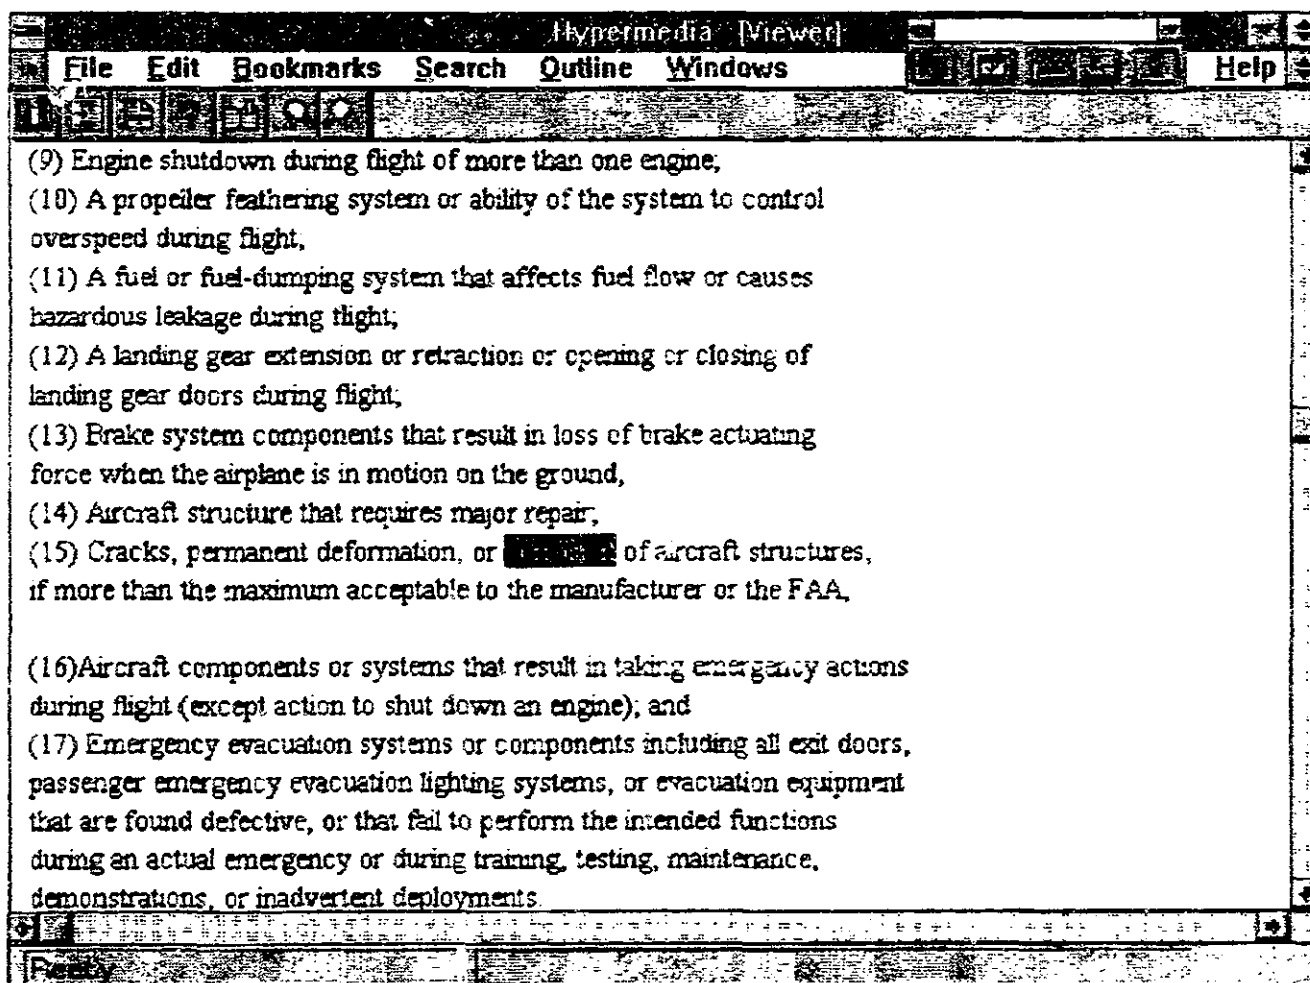 Hypermedia - [Viewer]
File Edit Bookmarks Search Outline Windows Help
(9) Engine shutdown during flight of more than one engine;
(10) A propeller feathering system or ability of the system to control
overspeed during flight;
(11) A fuel or fuel-dumping system that affects fuel flow or causes
hazardous leakage during flight;
(12) A landing gear extension or retraction or opening or closing of
landing gear doors during flight;
(13) Brake system components that result in loss of brake actuating
force when the airplane is in motion on the ground,
(14) Aircraft structure that requires major repair;
(15) Cracks, permanent deformation, or of aircraft structures,
if more than the maximum acceptable to the manufacturer or the FAA,
(16)Aircraft components or systems that result in taking emergency actions
during flight (except action to shut down an engine); and
(17) Emergency evacuation systems or components including all exit doors,
passenger emergency evacuation lighting systems, or evacuation equipment
that are found defective, or that fail to perform the intended functions
during an actual emergency or during training, testing, maintenance,
demonstrations, or inadvertent deployments.
Ready